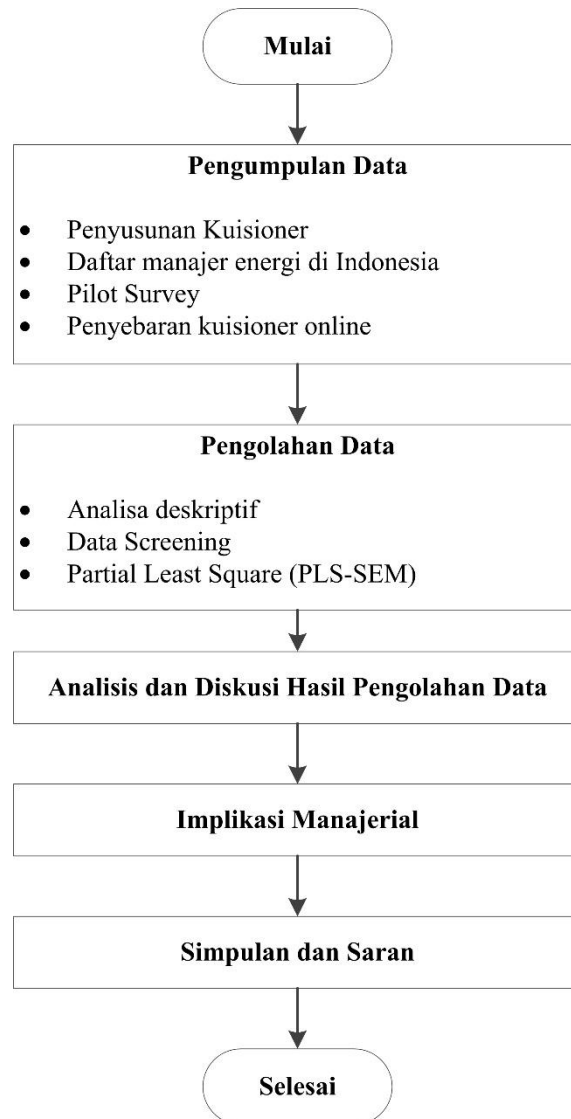 Mulai
Pengumpulan Data
• Penyusunan Kuisioner
• Daftar manajer energi di Indonesia
• Pilot Survey
• Penyebaran kuisioner online
Pengolahan Data
• Analisa deskriptif
• Data Screening
• Partial Least Square (PLS-SEM)
Analisis dan Diskusi Hasil Pengolahan Data
Implikasi Manajerial
Simpulan dan Saran
Selesai